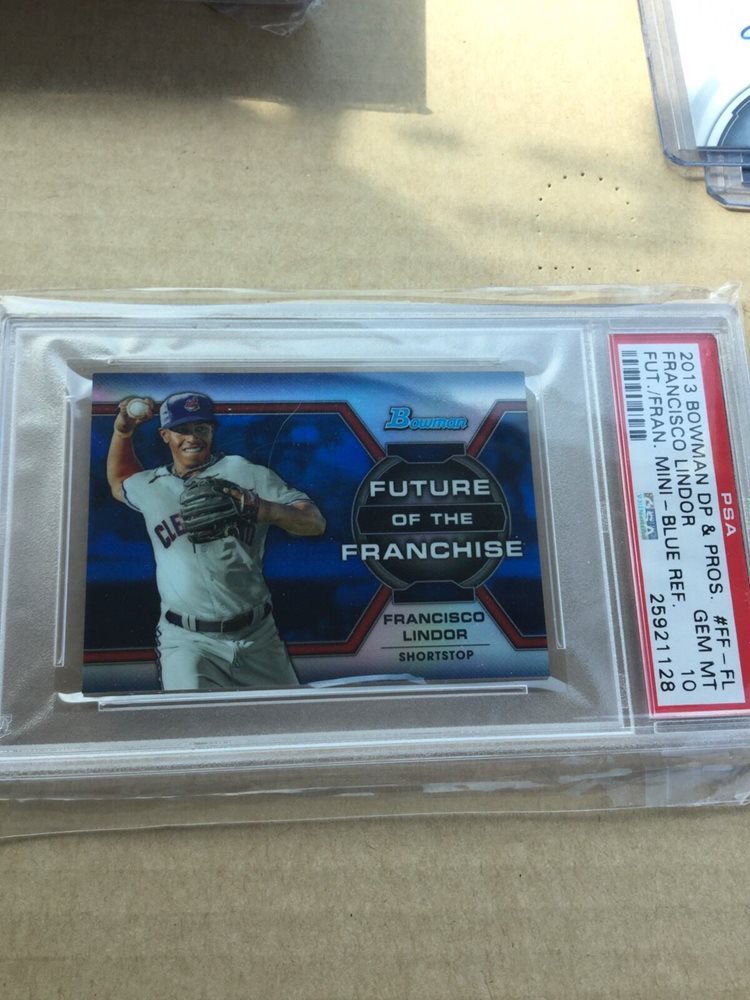 Bowman
FUTURE
OF THE
FRANCHISE
FRANCISCO
LINDOR
SHORTSTOP
PSA
2013 BOWMAN DP & PROS. #FF-FL
FRANCISCO LINDOR GEM MT
FUT./FRAN. MINI-BLUE REF. 10
25921128